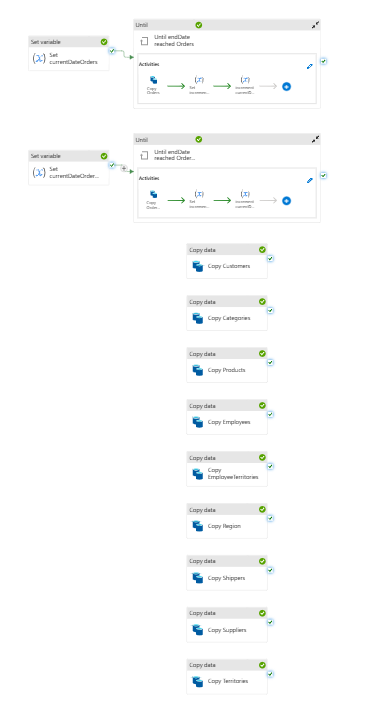 Until
Until endDate
reached Orders
Set variable
(x)
Set
currentDateOrders
Activities
Copy
Orders
(x)
Set
incremen...
(x)
increment
currentD...
Until
Until endDate
reached Order...
Set variable
(x)
Set
currentDateOrder...
Activities
Copy
Order...
(x)
Set
incremen...
(x)
increment
currentD...
Copy data
Copy Customers
Copy data
Copy Categories
Copy data
Copy Products
Copy data
Copy Employees
Copy data
Copy
EmployeeTerritories
Copy data
Copy Region
Copy data
Copy Shippers
Copy data
Copy Suppliers
Copy data
Copy Territories